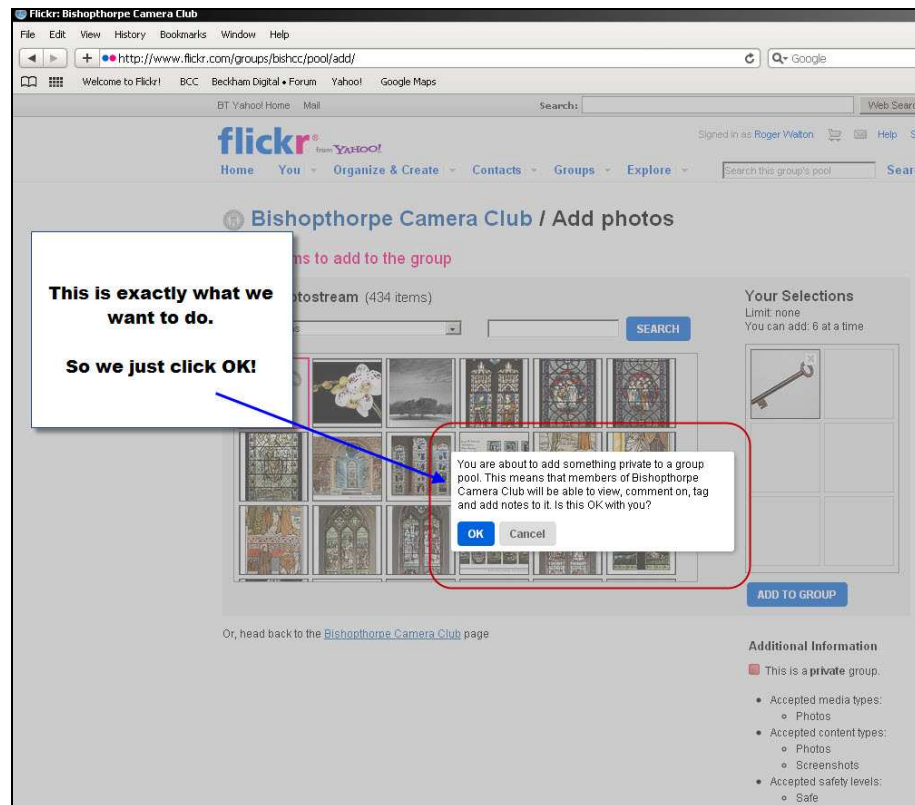 Flickr: Bishopthorpe Camera Club
File Edit View History Bookmarks Window Help
http://www.flickr.com/groups/bishcc/pool/add/
Google
Welcome to Flickr! BCC Beckham Digital • Forum Yahoo! Google Maps
BT Yahoo! Home Mail Search: Web Sear
flickr from YAHOO!
Signed in as Roger Walton Help S
Home You Organize & Create Contacts Groups Explore
Search this group's pool Sear
Bishopthorpe Camera Club / Add photos
ms to add to the group
This is exactly what we
want to do.
So we just click OK!
tostream (434 items)
SEARCH
Your Selections
Limit: none
You can add: 6 at a time
You are about to add something private to a group
pool. This means that members of Bishopthorpe
Camera Club will be able to view, comment on, tag
and add notes to it. Is this OK with you?
OK Cancel
ADD TO GROUP
Or, head back to the Bishopthorpe Camera Club page
Additional Information
This is a private group.
• Accepted media types:
Photos
• Accepted content types:
Photos
Screenshots
• Accepted safety levels:
Safe